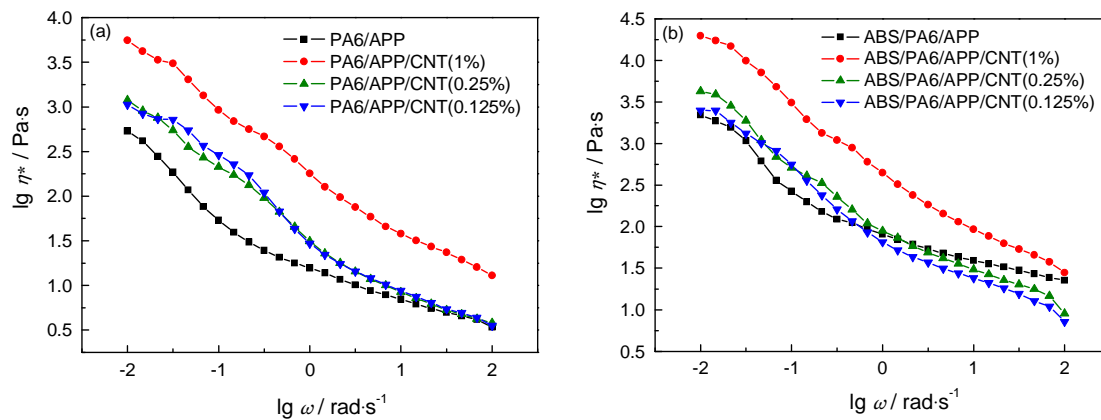 (a)
PA6/APP
PA6/APP/CNT(1%)
PA6/APP/CNT(0.25%)
PA6/APP/CNT(0.125%)
4.0
3.5
3.0
2.5
2.0
1.5
1.0
0.5
lg η* / Pa·s
-2
-1
0
1
2
lg ω / rad·s⁻¹
(b)
ABS/PA6/APP
ABS/PA6/APP/CNT(1%)
ABS/PA6/APP/CNT(0.25%)
ABS/PA6/APP/CNT(0.125%)
4.5
4.0
3.5
3.0
2.5
2.0
1.5
1.0
0.5
lg η* / Pa·s
-2
-1
0
1
2
lg ω / rad·s⁻¹